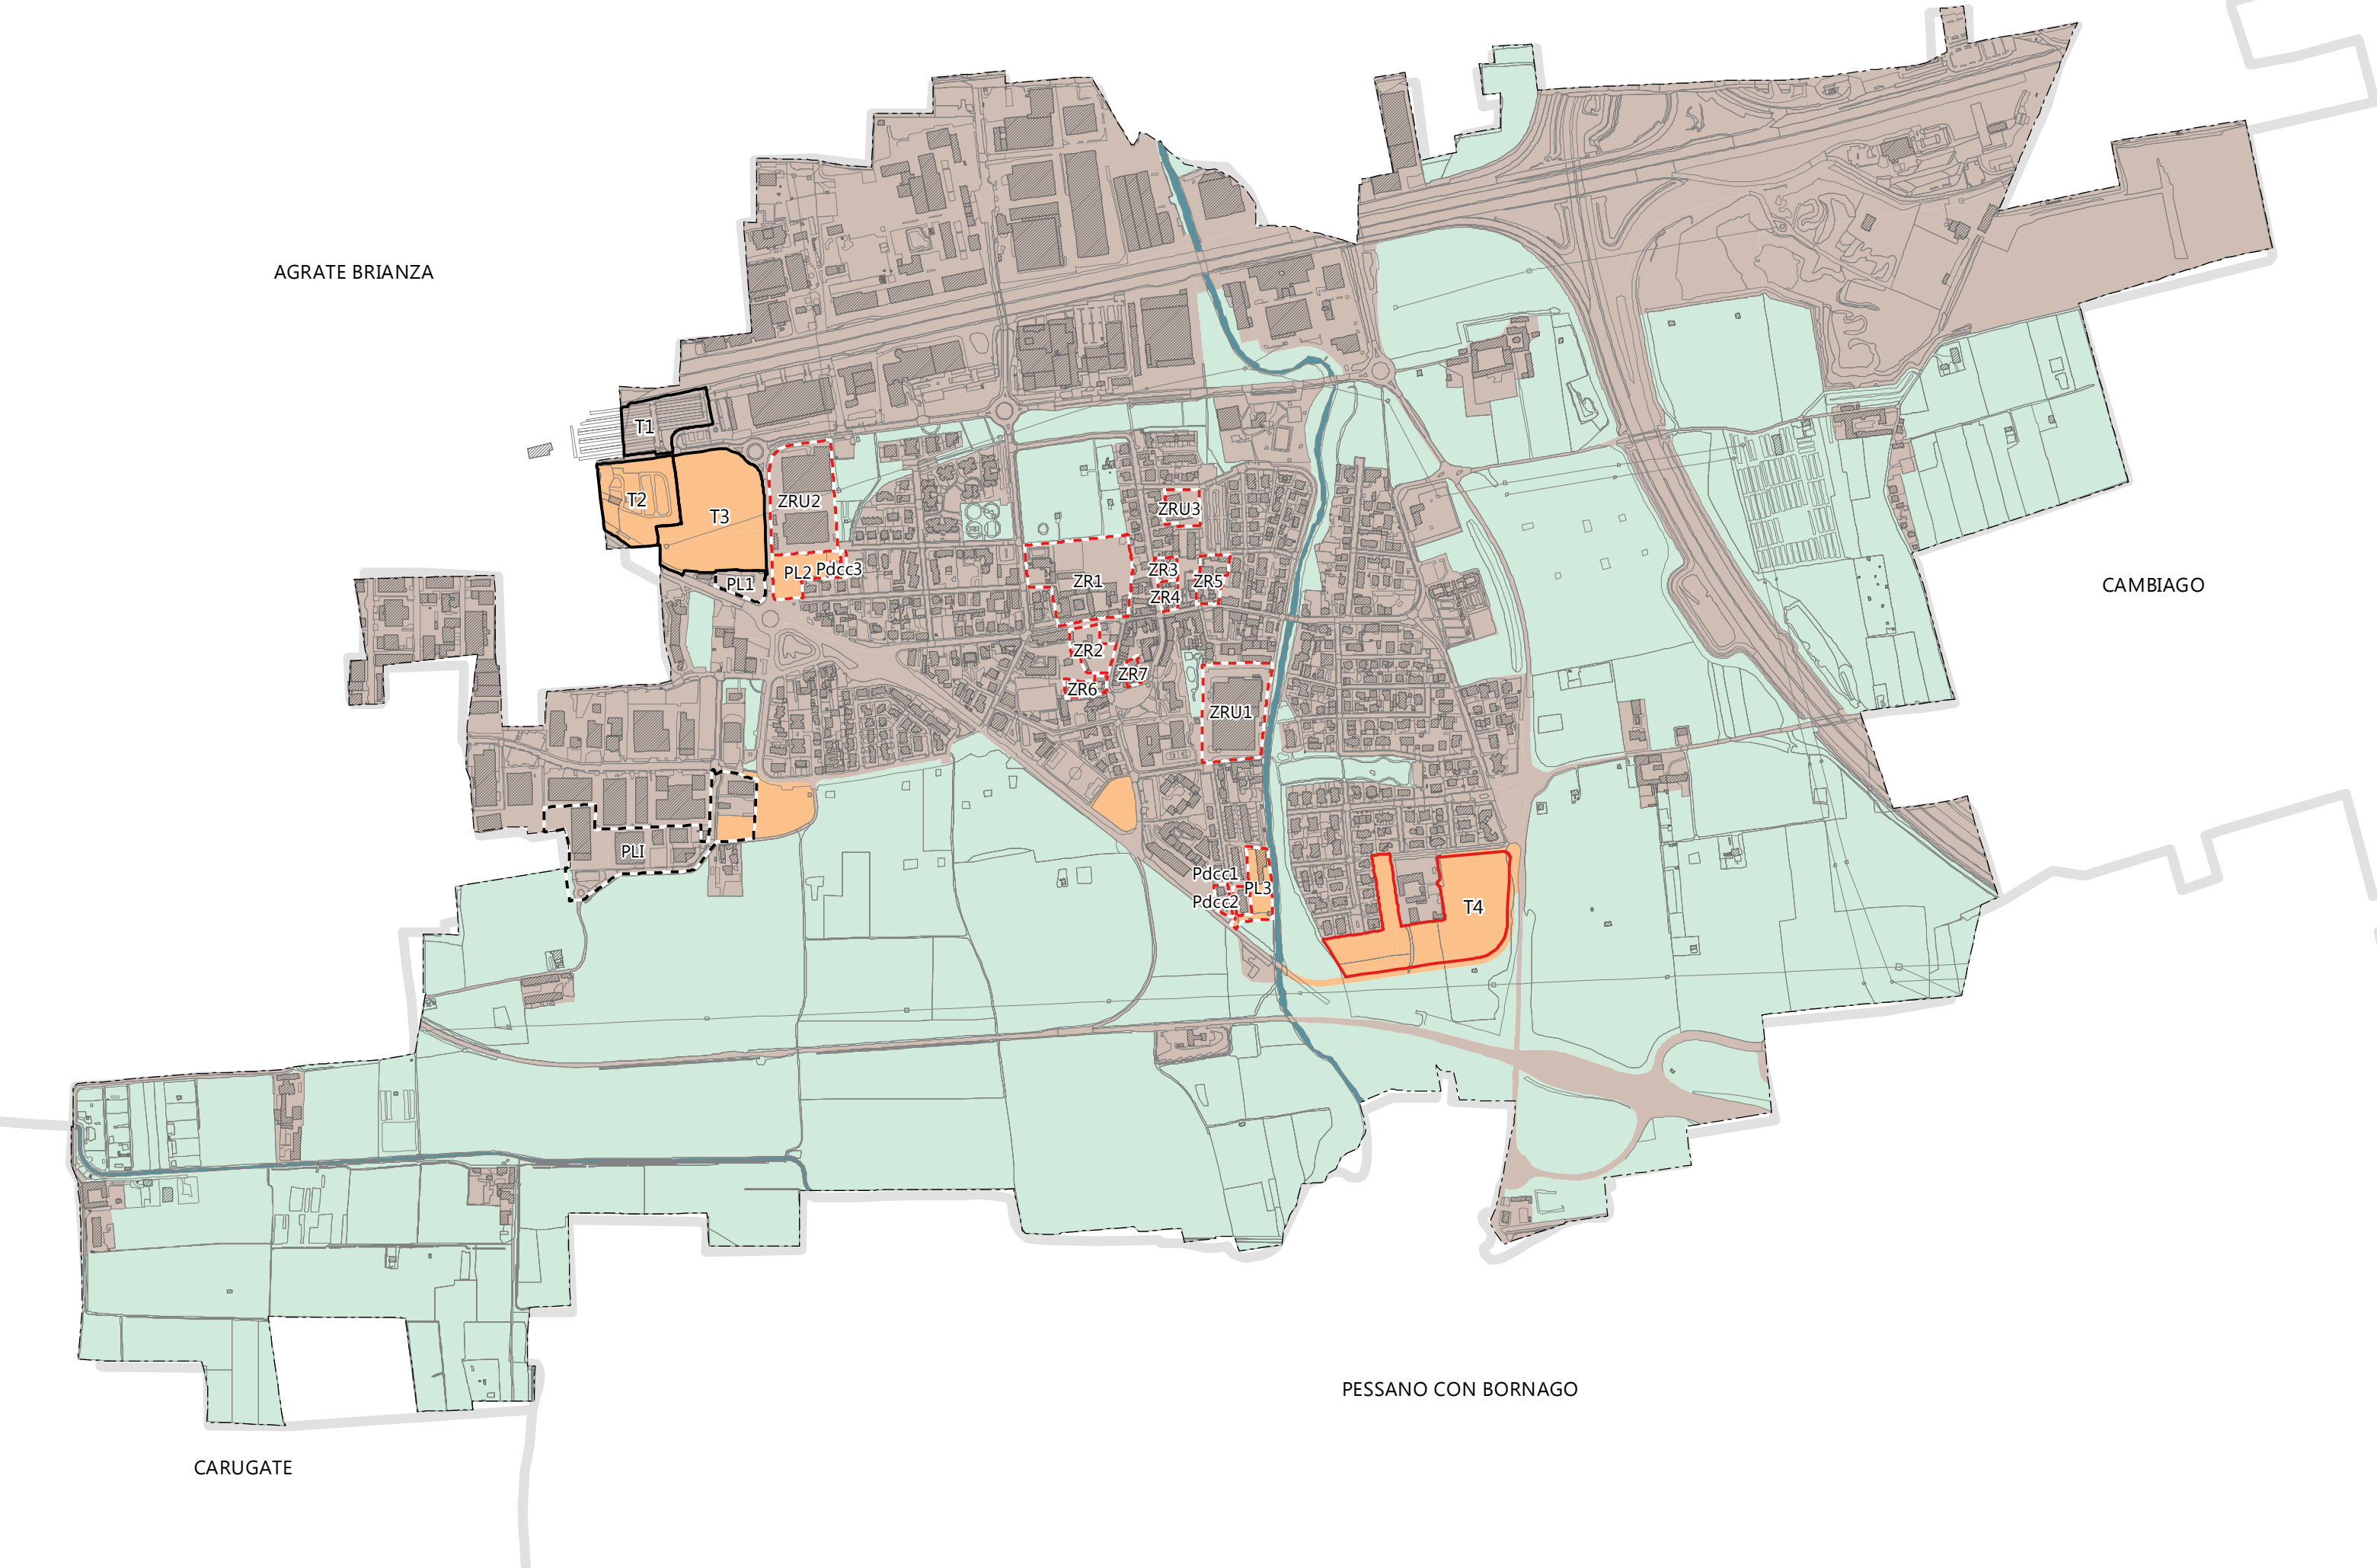 AGRATE BRIANZA
T1
T2
T3
ZRU2
ZRU3
PL1
PL2
Pdcc3
ZR1
ZR3
ZR4
ZR5
CAMBIAGO
ZR2
ZR6
ZR7
ZRU1
PLI
Pdcc1
Pdcc2
PL3
T4
PESSANO CON BORNAGO
CARUGATE